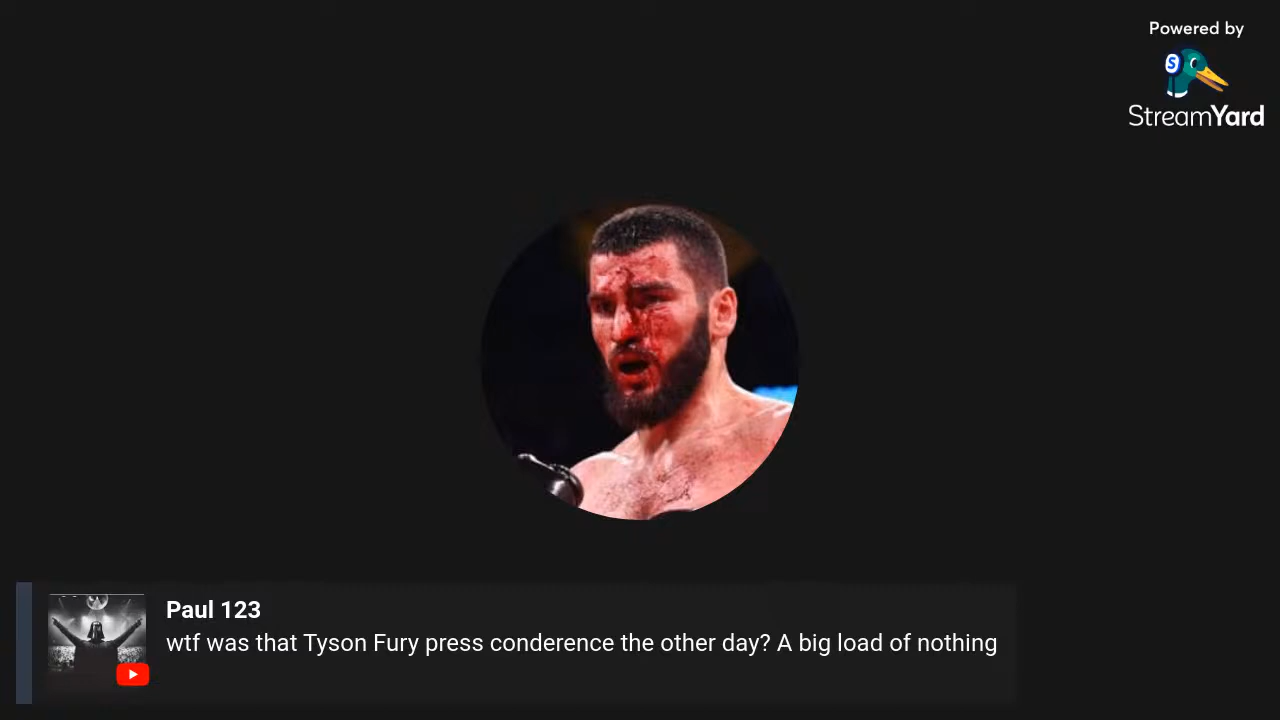 Powered by
S
StreamYard
Paul 123
wtf was that Tyson Fury press conderence the other day? A big load of nothing